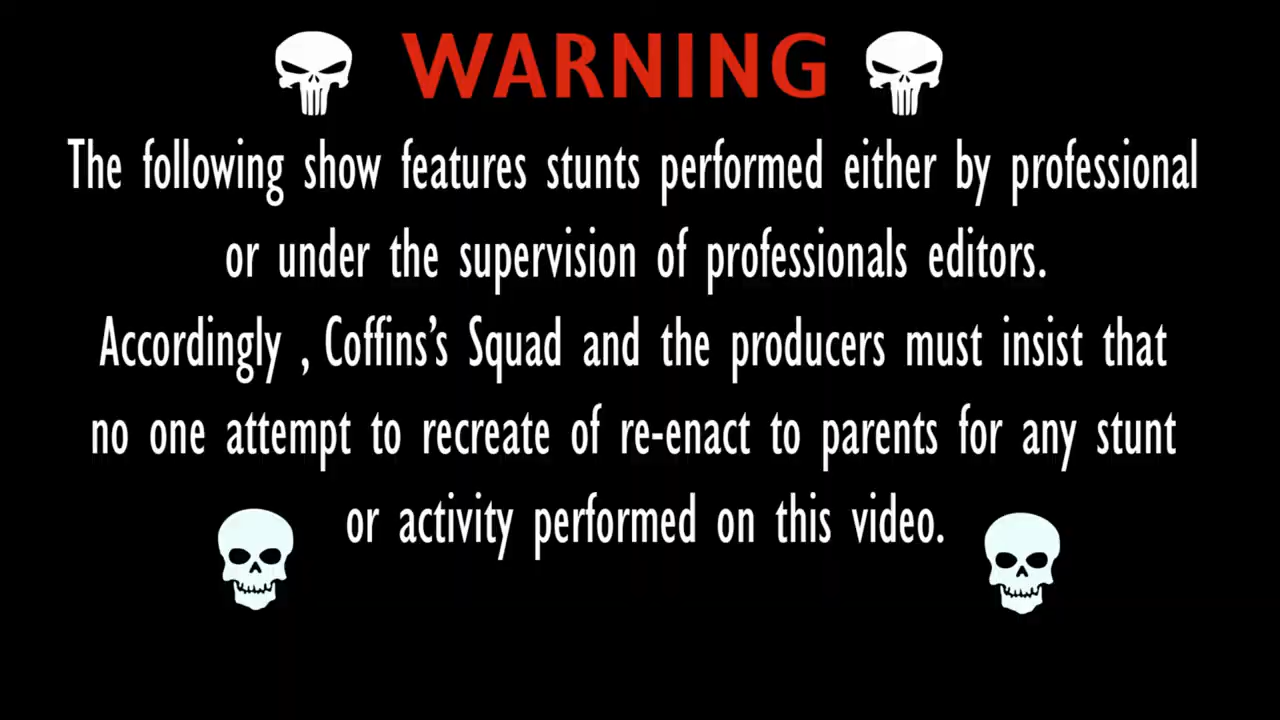 WARNING
The following show features stunts performed either by professional
or under the supervision of professionals editors.
Accordingly , Coffins's Squad and the producers must insist that
no one attempt to recreate of re-enact to parents for any stunt
or activity performed on this video.